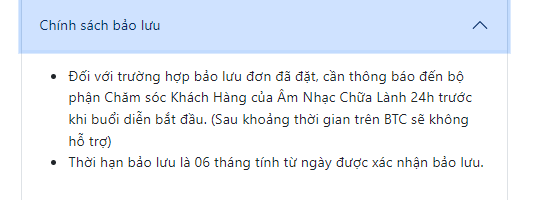 Chính sách bảo lưu
• Đối với trường hợp bảo lưu đơn đã đặt, cần thông báo đến bộ
phận Chăm sóc Khách Hàng của Âm Nhạc Chữa Lành 24h trước
khi buổi diễn bắt đầu. (Sau khoảng thời gian trên BTC sẽ không
hỗ trợ)
• Thời hạn bảo lưu là 06 tháng tính từ ngày được xác nhận bảo lưu.